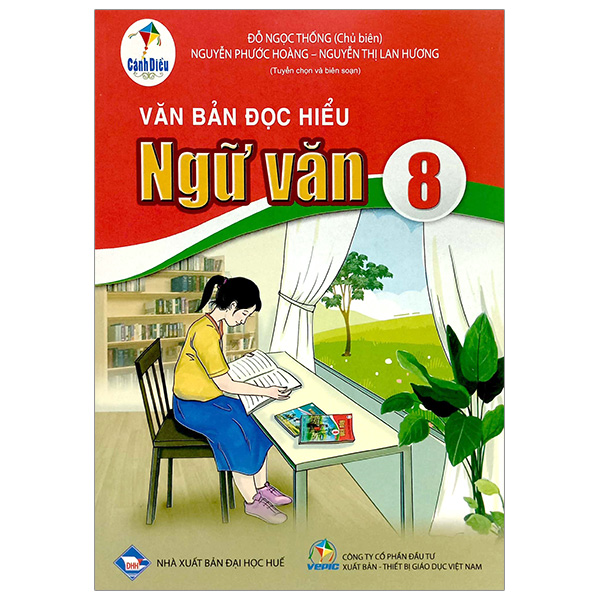 ĐỖ NGỌC THỐNG (Chủ biên)
NGUYỄN PHƯỚC HOÀNG – NGUYỄN THỊ LAN HƯƠNG
(Tuyển chọn và biên soạn)
Cánh Diều
VĂN BẢN ĐỌC HIỂU
Ngữ văn 8
DHH
NHÀ XUẤT BẢN ĐẠI HỌC HUẾ
VEPIC
CÔNG TY CỔ PHẦN ĐẦU TƯ
XUẤT BẢN - THIẾT BỊ GIÁO DỤC VIỆT NAM